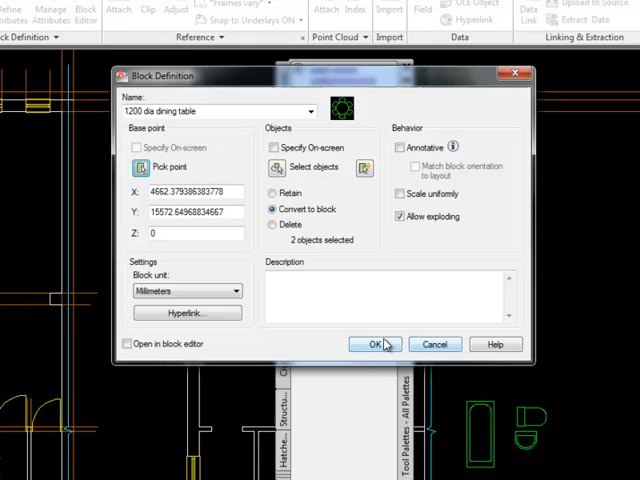 Define Attributes
Manage Attributes
Block Editor
Attach
Clip
Adjust
*Frames vary*
Snap to Underlays ON
Attach
Import
Field
OLE Object
Hyperlink
Data Link
Upload to Source
Extract Data
Block Definition
Reference
Point Cloud
Import
Data
Linking & Extraction
Block Definition
Name:
1200 dia dining table
Base point
Specify On-screen
Pick point
X: 4662.379386383778
Y: 15572.64968834667
Z: 0
Objects
Specify On-screen
Select objects
Retain
Convert to block
Delete
2 objects selected
Behavior
Annotative
Match block orientation
to layout
Scale uniformly
Allow exploding
Settings
Block unit:
Millimeters
Hyperlink...
Description
Open in block editor
OK
Cancel
Help
Structu...
Hatche...
Tool Palettes - All Palettes